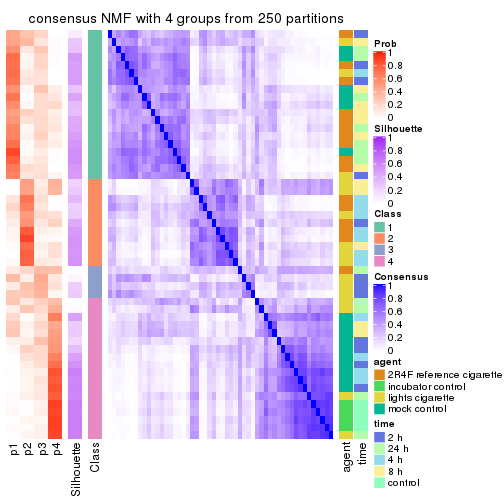 consensus NMF with 4 groups from 250 partitions
Prob
1
0.8
0.6
0.4
0.2
0
Silhouette
1
0.8
0.6
0.4
0.2
0
Class
1
2
3
4
Consensus
1
0.8
0.6
0.4
0.2
0
agent
2R4F reference cigarette
incubator control
lights cigarette
mock control
time
2 h
24 h
4 h
8 h
control
p1
p2
p3
p4
Silhouette
Class
agent
time